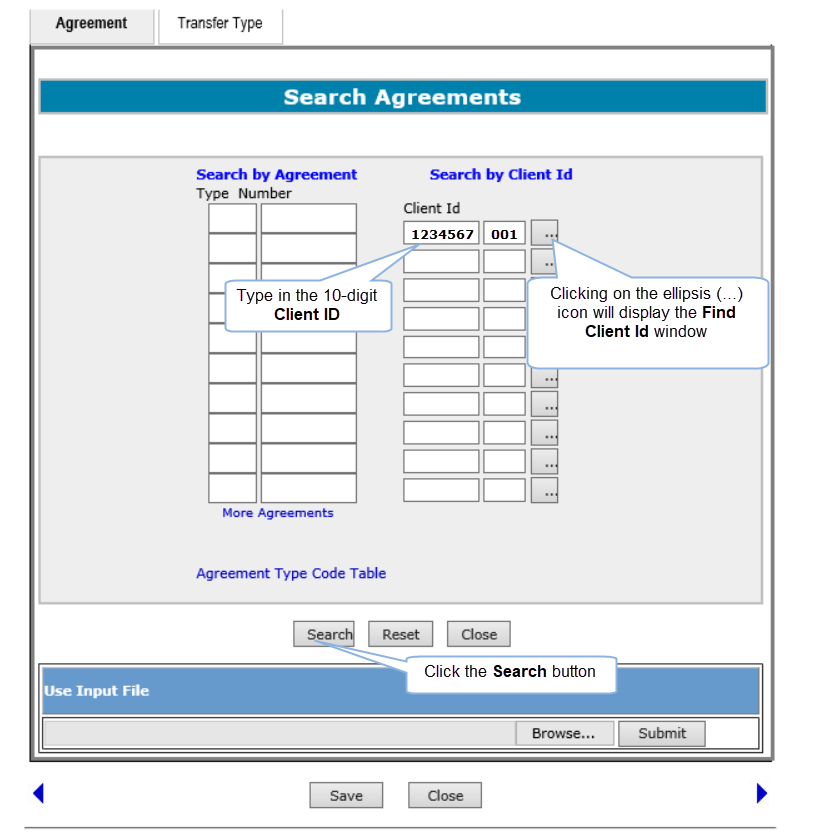 Agreement
Transfer Type
Search Agreements
Search by Agreement
Type Number
Search by Client Id
Client Id
1234567 001 ...
..
Type in the 10-digit
Client ID
Clicking on the ellipsis (...)
icon will display the Find
Client Id window
...
...
...
...
...
More Agreements
Agreement Type Code Table
Search Reset Close
Click the Search button
Use Input File
Browse... Submit
Save Close